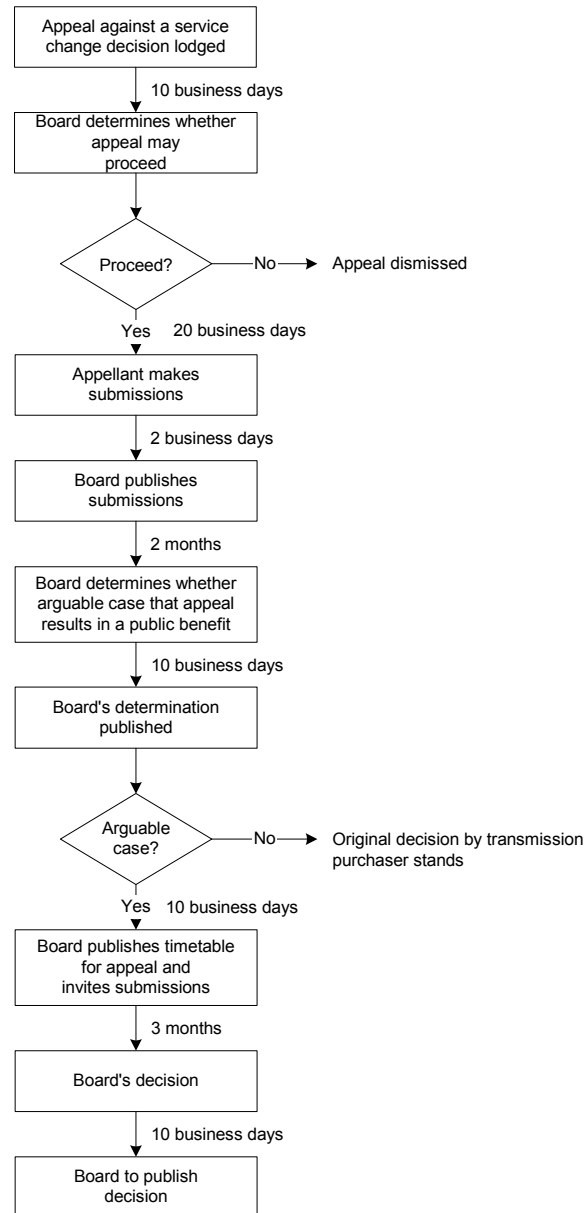 Appeal against a service
change decision lodged
10 business days
Board determines whether
appeal may
proceed
Proceed?
No
Appeal dismissed
Yes
20 business days
Appellant makes
submissions
2 business days
Board publishes
submissions
2 months
Board determines whether
arguable case that appeal
results in a public benefit
10 business days
Board's determination
published
Arguable
case?
No
Original decision by transmission
purchaser stands
Yes
10 business days
Board publishes timetable
for appeal and
invites submissions
3 months
Board's decision
10 business days
Board to publish
decision